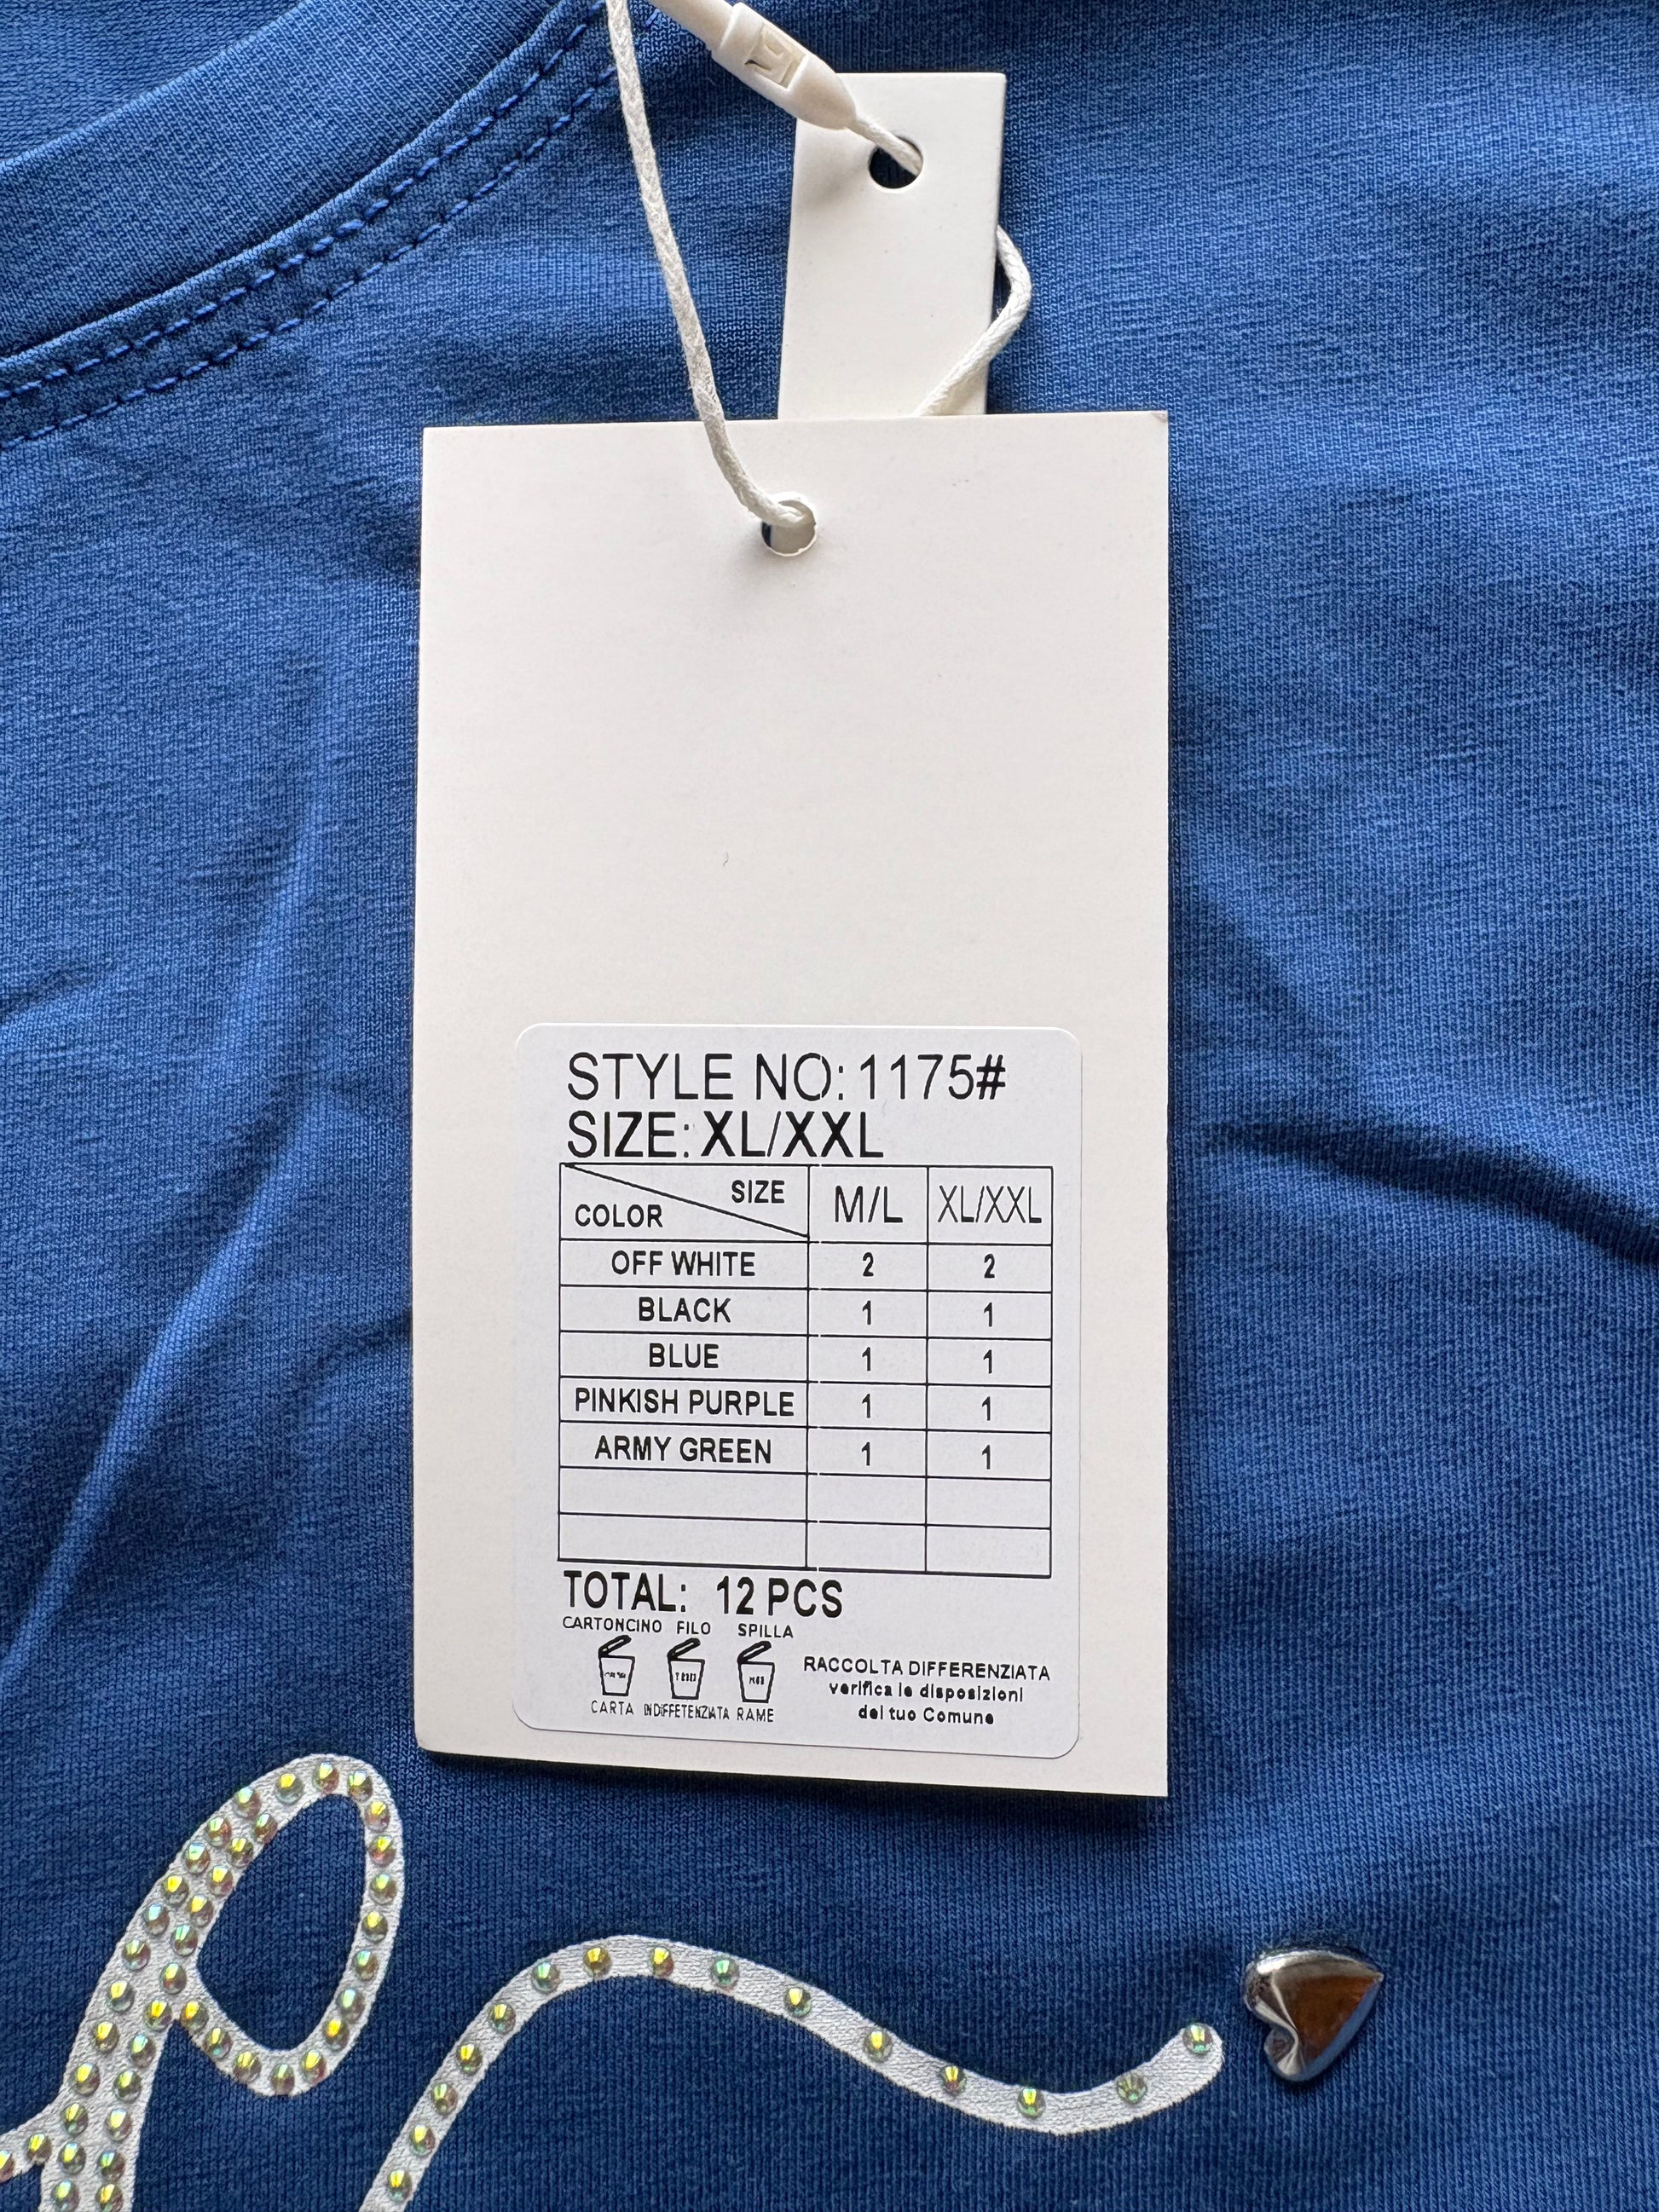 STYLE NO: 1175#
SIZE: XL/XXL
SIZE
COLOR
M/L XL/XXL
OFF WHITE 2 2
BLACK 1 1
BLUE 1 1
PINKISH PURPLE 1 1
ARMY GREEN 1 1
TOTAL: 12 PCS
CARTONCINO FILO SPILLA
CARTA INDIFFETENZIATA RAME
RACCOLTA DIFFERENZIATA
verifica le disposizioni
del tuo Comune